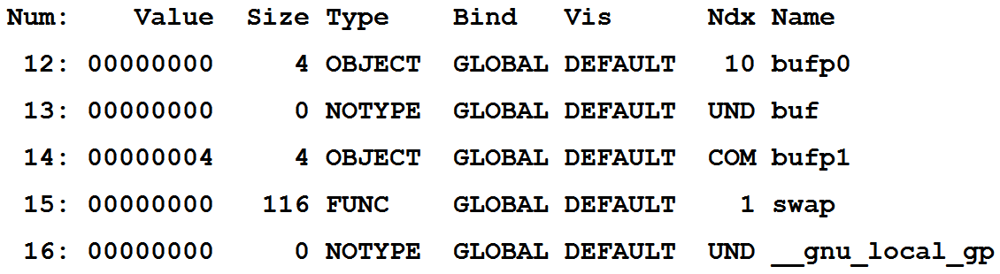 Num: Value Size Type Bind Vis Ndx Name
12: 00000000 4 OBJECT GLOBAL DEFAULT 10 bufp0
13: 00000000 0 NOTYPE GLOBAL DEFAULT UND buf
14: 00000004 4 OBJECT GLOBAL DEFAULT COM bufp1
15: 00000000 116 FUNC GLOBAL DEFAULT 1 swap
16: 00000000 0 NOTYPE GLOBAL DEFAULT UND __gnu_local_gp